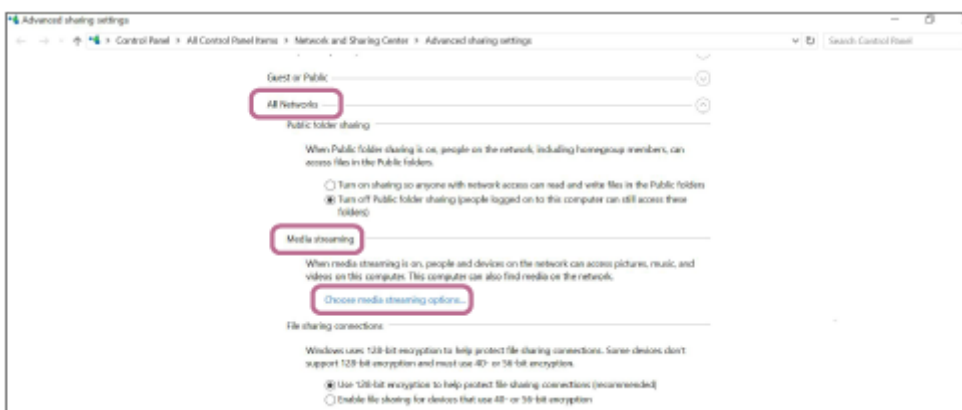 Advanced sharing settings
Control Panel > All Control Panel Items > Network and Sharing Center > Advanced sharing settings
Search Control Panel
Guest or Public
All Networks
Public folder sharing
When Public folder sharing is on, people on the network, including homegroup members, can
access files in the Public folders.
Turn on sharing so anyone with network access can read and write files in the Public folders
Turn off Public folder sharing (people logged on to this computer can still access these
folders)
Media streaming
When media streaming is on, people and devices on the network can access pictures, music, and
videos on this computer. This computer can also find media on the network.
Choose media streaming options...
File sharing connections
Windows uses 128-bit encryption to help protect file sharing connections. Some devices don't
support 128-bit encryption and must use 40- or 56-bit encryption.
Use 128-bit encryption to help protect file sharing connections (recommended)
Enable file sharing for devices that use 40- or 56-bit encryption